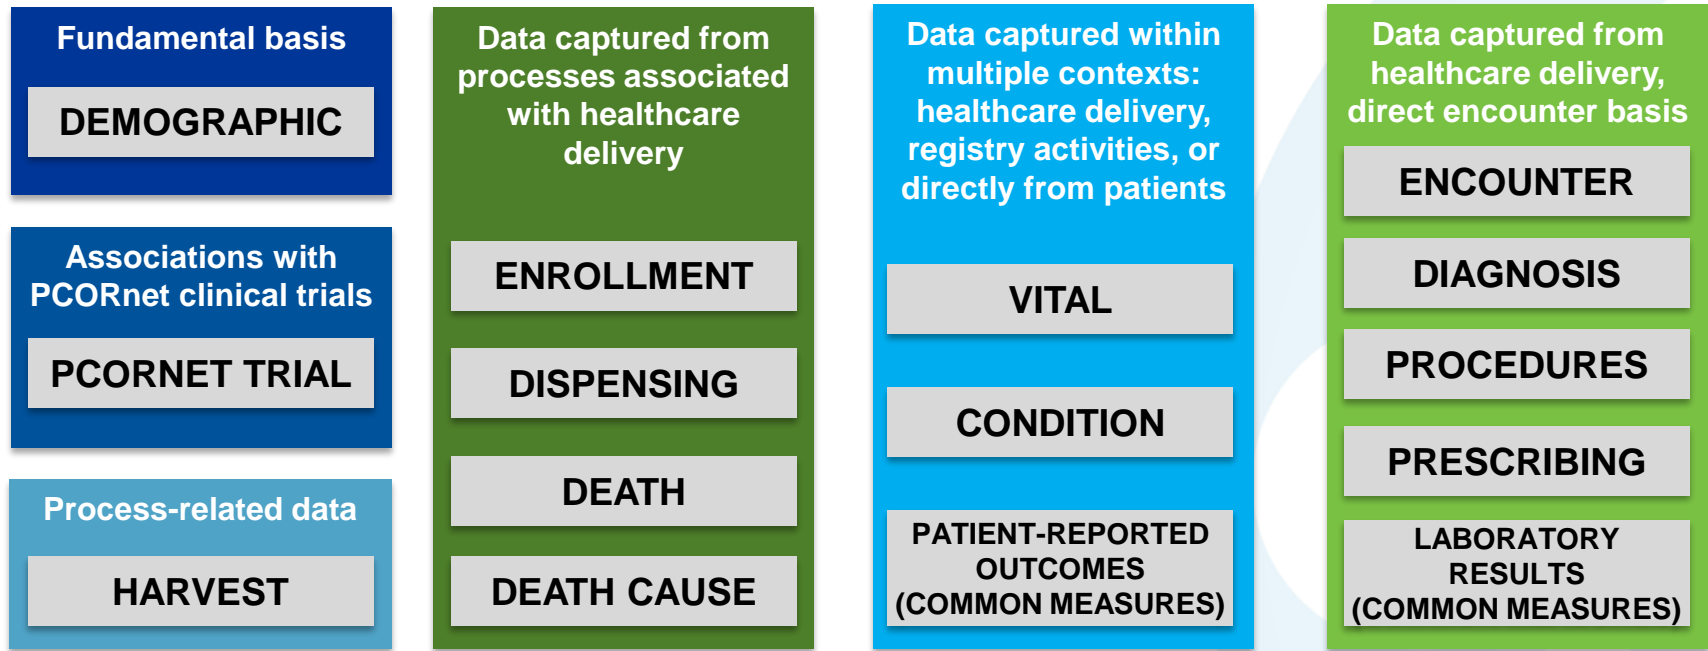 Fundamental basis
DEMOGRAPHIC
Associations with
PCORnet clinical trials
PCORNET TRIAL
Process-related data
HARVEST
Data captured from
processes associated
with healthcare
delivery
ENROLLMENT
DISPENSING
DEATH
DEATH CAUSE
Data captured within
multiple contexts:
healthcare delivery,
registry activities, or
directly from patients
VITAL
CONDITION
PATIENT-REPORTED
OUTCOMES
(COMMON MEASURES)
Data captured from
healthcare delivery,
direct encounter basis
ENCOUNTER
DIAGNOSIS
PROCEDURES
PRESCRIBING
LABORATORY
RESULTS
(COMMON MEASURES)